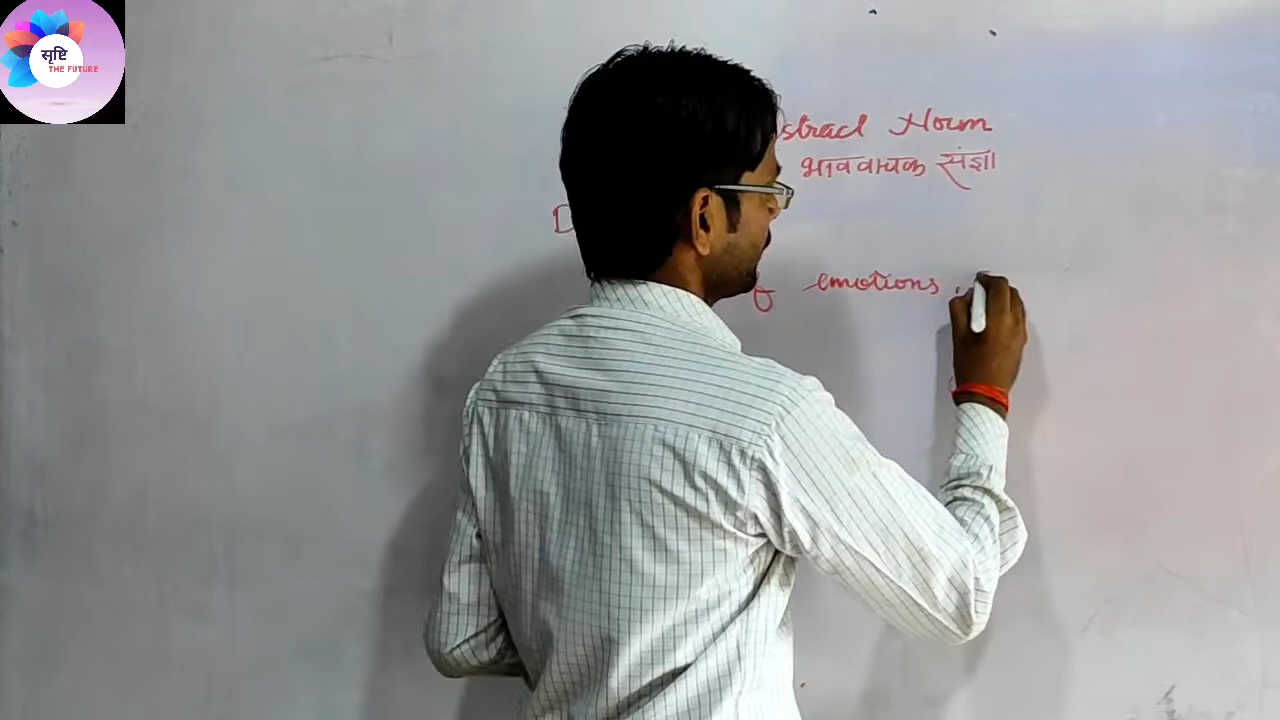 सृष्टि
THE FUTURE
stract Noun
भाववाचक संज्ञा
D
f emotions